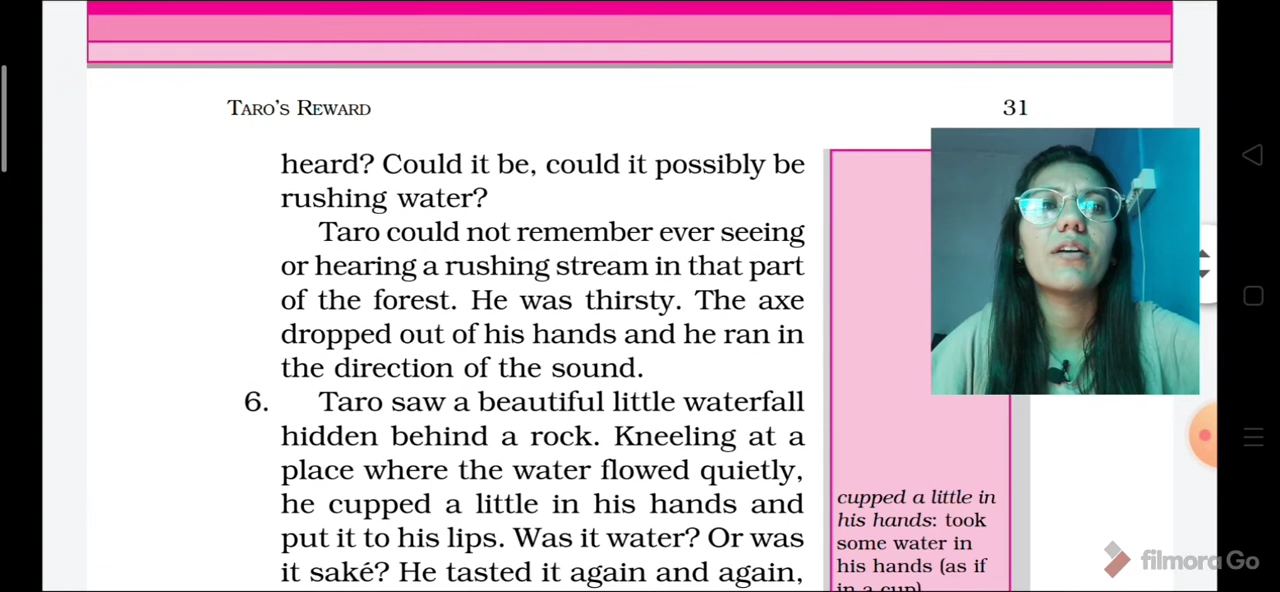 TARO'S REWARD 31
heard? Could it be, could it possibly be
rushing water?
Taro could not remember ever seeing
or hearing a rushing stream in that part
of the forest. He was thirsty. The axe
dropped out of his hands and he ran in
the direction of the sound.
6. Taro saw a beautiful little waterfall
hidden behind a rock. Kneeling at a
place where the water flowed quietly,
he cupped a little in his hands and
put it to his lips. Was it water? Or was
it saké? He tasted it again and again,
cupped a little in
his hands: took
some water in
his hands (as if
in a cup)
filmora Go